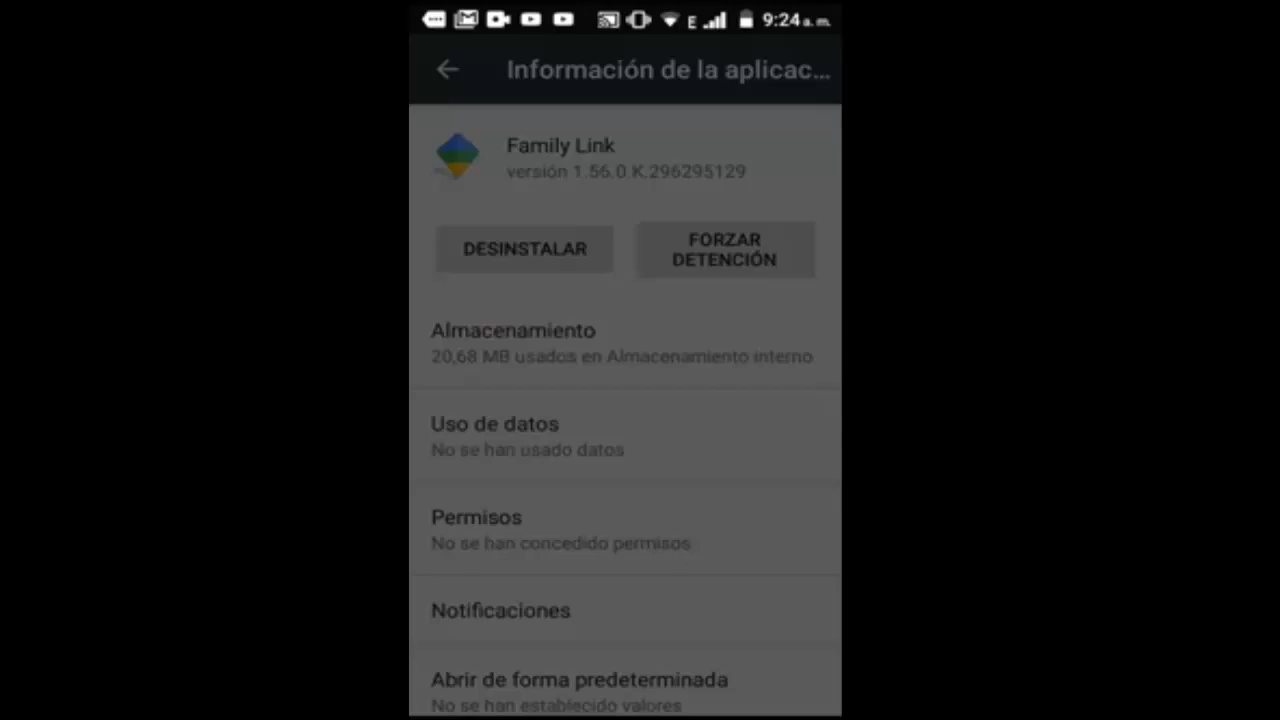 E 9:24 a. m.
Información de la aplicac...
Family Link
versión 1.56.0.K.296295129
DESINSTALAR
FORZAR
DETENCIÓN
Almacenamiento
20,68 MB usados en Almacenamiento interno
Uso de datos
No se han usado datos
Permisos
No se han concedido permisos
Notificaciones
Abrir de forma predeterminada
No se han establecido valores